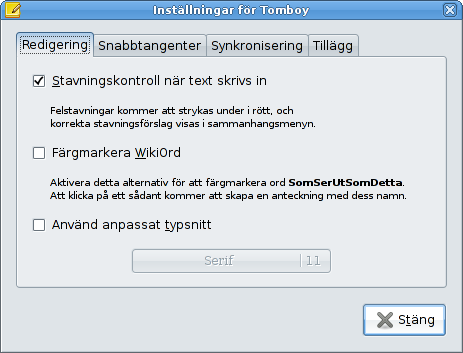 Inställningar för Tomboy
Redigering Snabbtangenter Synkronisering Tillägg
Stavningskontroll när text skrivs in
Felstavningar kommer att strykas under i rött, och
korrekta stavningsförslag visas i sammanhangsmenyn.
Färgmarkera WikiOrd
Aktivera detta alternativ för att färgmarkera ord SomSerUtSomDetta.
Att klicka på ett sådant kommer att skapa en anteckning med dess namn.
Använd anpassat typsnitt
Serif 11
Stäng